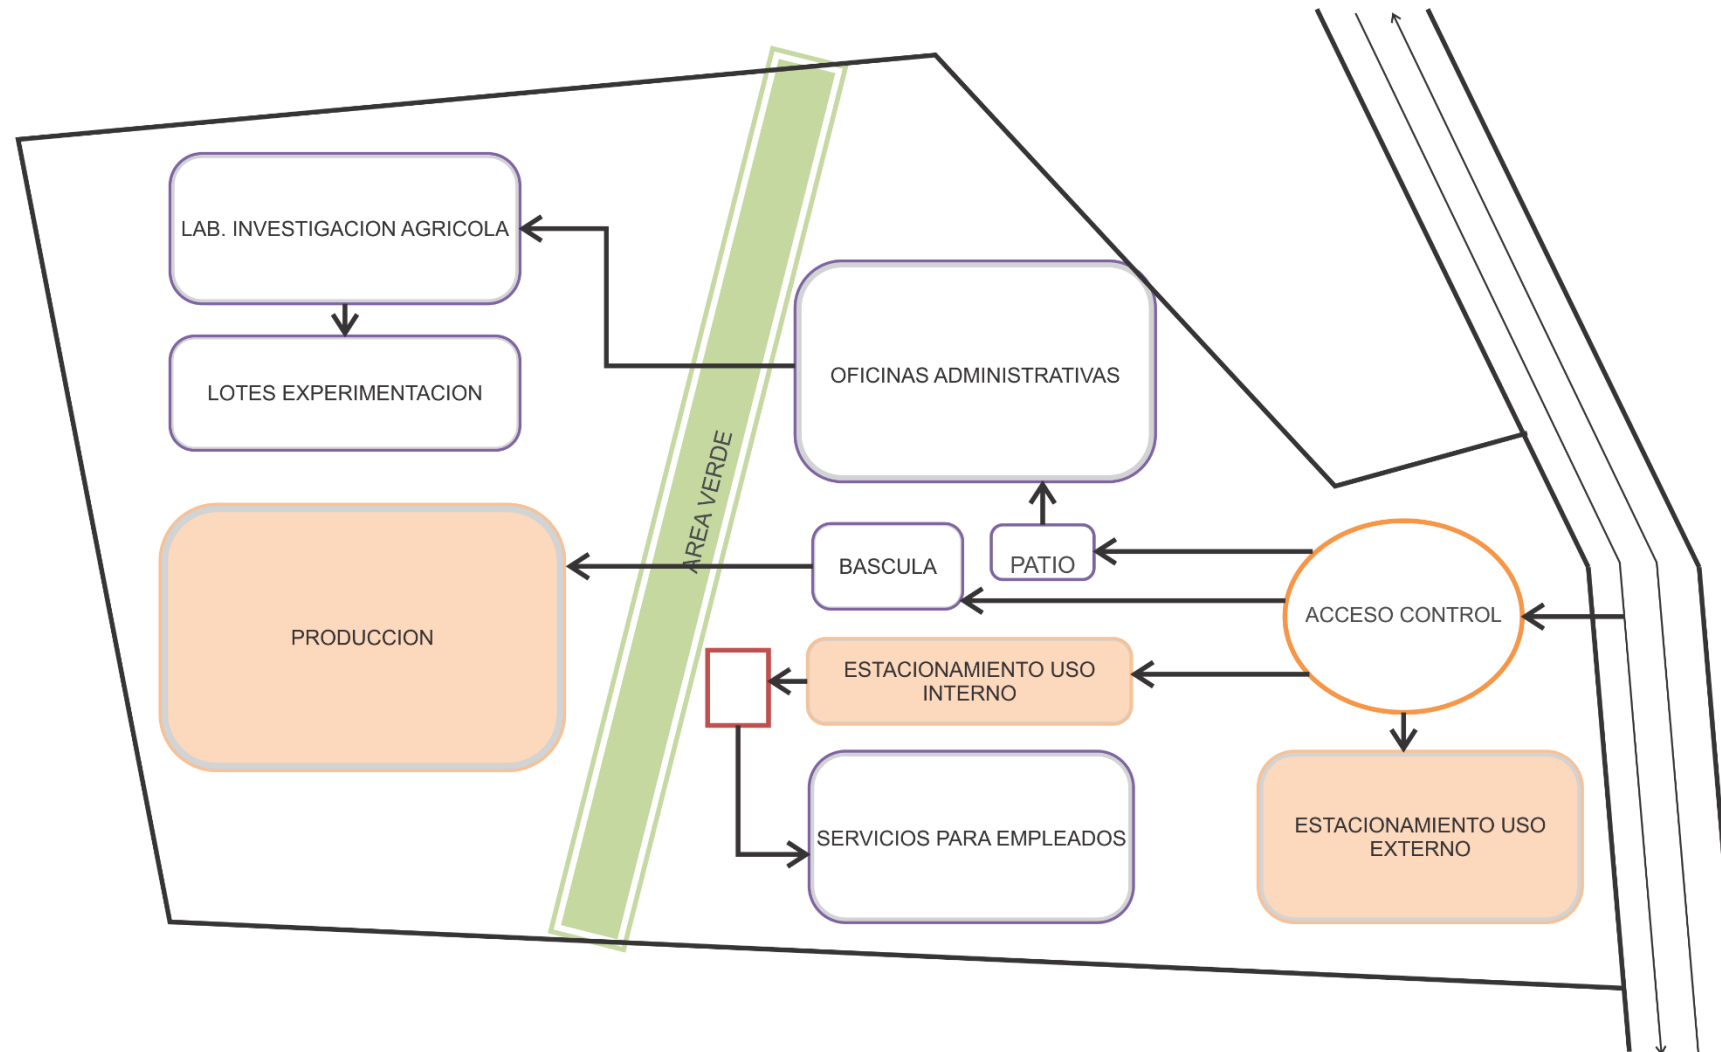 LAB. INVESTIGACION AGRICOLA
LOTES EXPERIMENTACION
PRODUCCION
AREA VERDE
OFICINAS ADMINISTRATIVAS
BASCULA
PATIO
ACCESO CONTROL
ESTACIONAMIENTO USO
INTERNO
SERVICIOS PARA EMPLEADOS
ESTACIONAMIENTO USO
EXTERNO